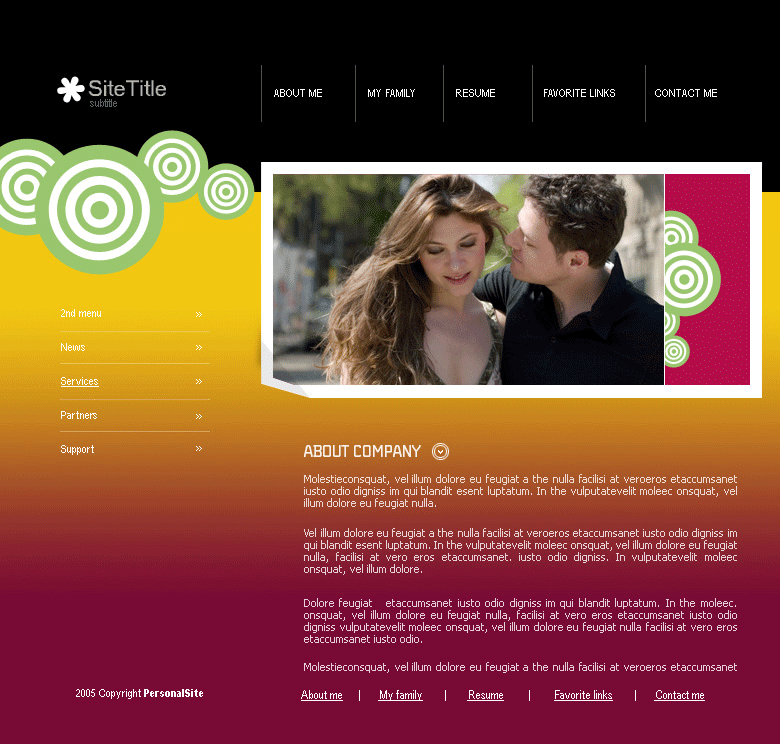 SiteTitle
subtitle
ABOUT ME
MY FAMILY
RESUME
FAVORITE LINKS
CONTACT ME
2nd menu »
News »
Services »
Partners »
Support »
ABOUT COMPANY
Molestieconsquat, vel illum dolore eu feugiat a the nulla facilisi at veroeros etaccumsanet
iusto odio digniss im qui blandit esent luptatum. In the vulputatevelit moleec onsquat, vel
illum dolore eu feugiat nulla.
Vel illum dolore eu feugiat a the nulla facilisi at veroeros etaccumsanet iusto odio digniss im
qui blandit esent luptatum. In the vulputatevelit moleec onsquat, vel illum dolore eu feugiat
nulla, facilisi at vero eros etaccumsanet. iusto odio digniss. In vulputatevelit moleec
onsquat, vel illum dolore.
Dolore feugiat etaccumsanet iusto odio digniss im qui blandit luptatum. In the moleec.
onsquat, vel illum dolore eu feugiat nulla, facilisi at vero eros etaccumsanet iusto odio
digniss vulputatevelit moleec onsquat, vel illum dolore eu feugiat nulla facilisi at vero eros
etaccumsanet iusto odio.
Molestieconsquat, vel illum dolore eu feugiat a the nulla facilisi at veroeros etaccumsanet
2005 Copyright PersonalSite
About me | My family | Resume | Favorite links | Contact me